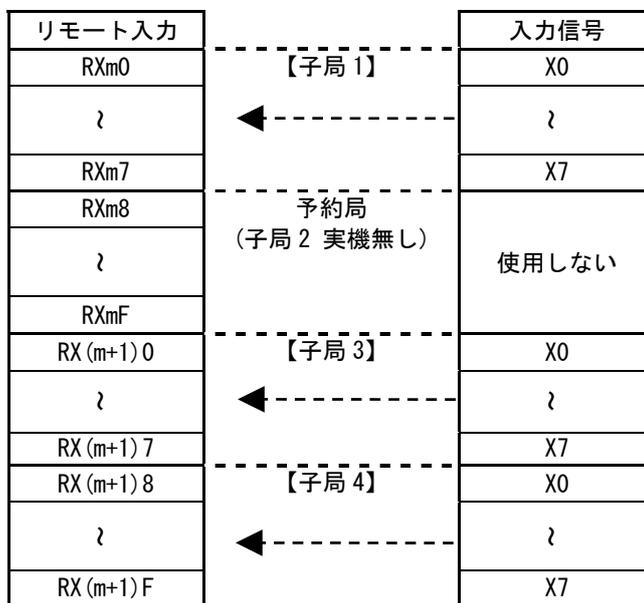 リモート入力 入力信号
RXm0 【子局1】 X0
～ ～
RXm7 X7
RXm8 予約局
(子局2 実機無し)
～ 使用しない
RXmF
RX(m+1)0 【子局3】 X0
～ ～
RX(m+1)7 X7
RX(m+1)8 【子局4】 X0
～ ～
RX(m+1)F X7